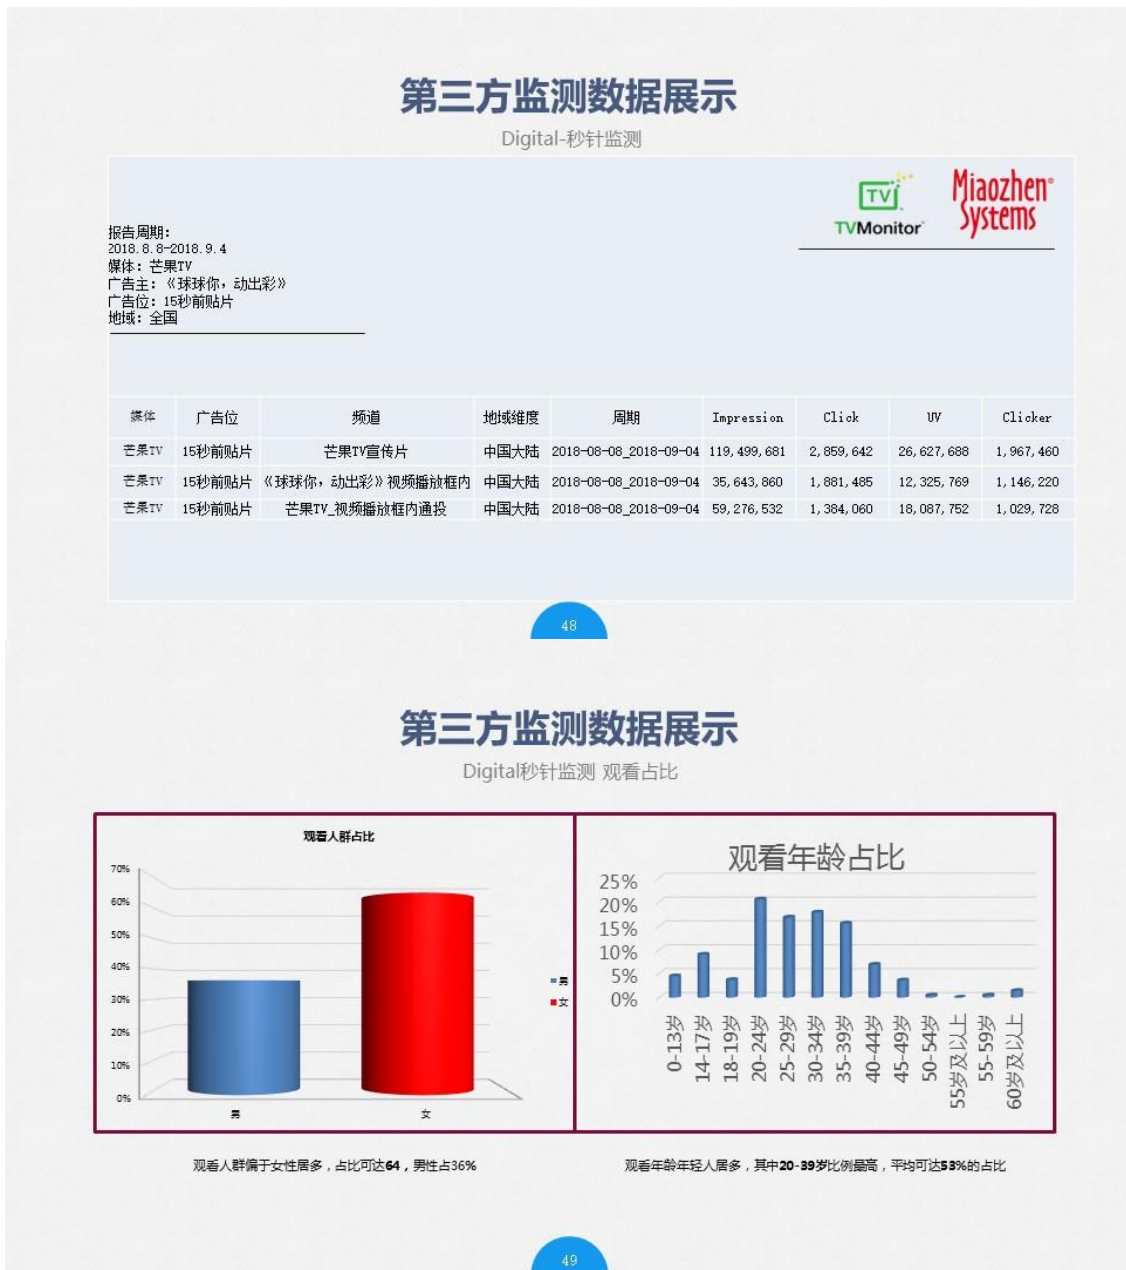 第三方监测数据展示
Digital-秒针监测
TV
TVMonitor
Miaozhen®
Systems
报告周期：
2018.8.8-2018.9.4
媒体：芒果TV
广告主：《球球你，动出彩》
广告位：15秒前贴片
地域：全国
媒体 广告位 频道 地域维度 周期 Impression Click UV Clicker
芒果TV 15秒前贴片 芒果TV宣传片 中国大陆 2018-08-08_2018-09-04 119,499,681 2,859,642 26,627,688 1,967,460
芒果TV 15秒前贴片 《球球你，动出彩》视频播放框内 中国大陆 2018-08-08_2018-09-04 35,643,860 1,881,485 12,325,769 1,146,220
芒果TV 15秒前贴片 芒果TV_视频播放框内通投 中国大陆 2018-08-08_2018-09-04 59,276,532 1,384,060 18,087,752 1,029,728
48
第三方监测数据展示
Digital秒针监测 观看占比
观看人群占比
70%
60%
50%
40%
30%
20%
10%
0%
男 女
男
女
观看人群偏于女性居多，占比可达64，男性占36%
观看年龄占比
25%
20%
15%
10%
5%
0%
0-13岁
14-17岁
18-19岁
20-24岁
25-29岁
30-34岁
35-39岁
40-44岁
45-49岁
50-54岁
55岁及以上
55-59岁
60岁及以上
观看年龄年轻人居多，其中20-39岁比例最高，平均可达53%的占比
49